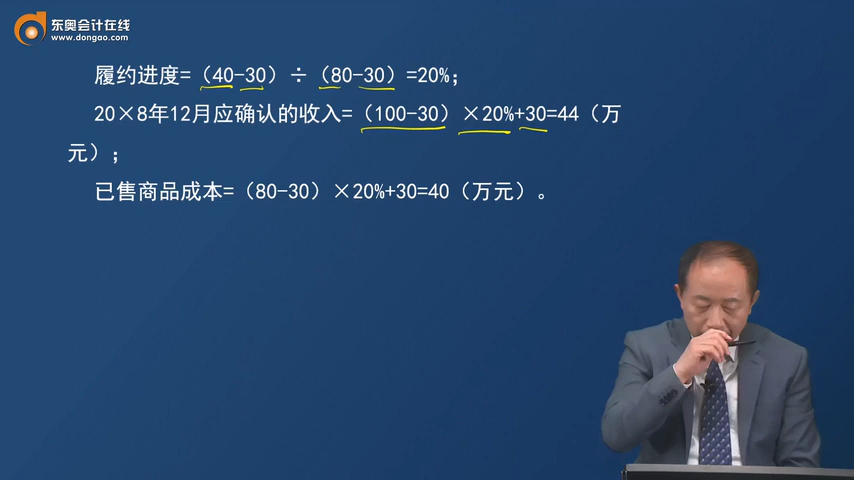 东奥会计在线
www.dongao.com
履约进度=(40-30)÷(80-30)=20%;
20×8年12月应确认的收入=(100-30)×20%+30=44(万
元);
已售商品成本=(80-30)×20%+30=40(万元)。